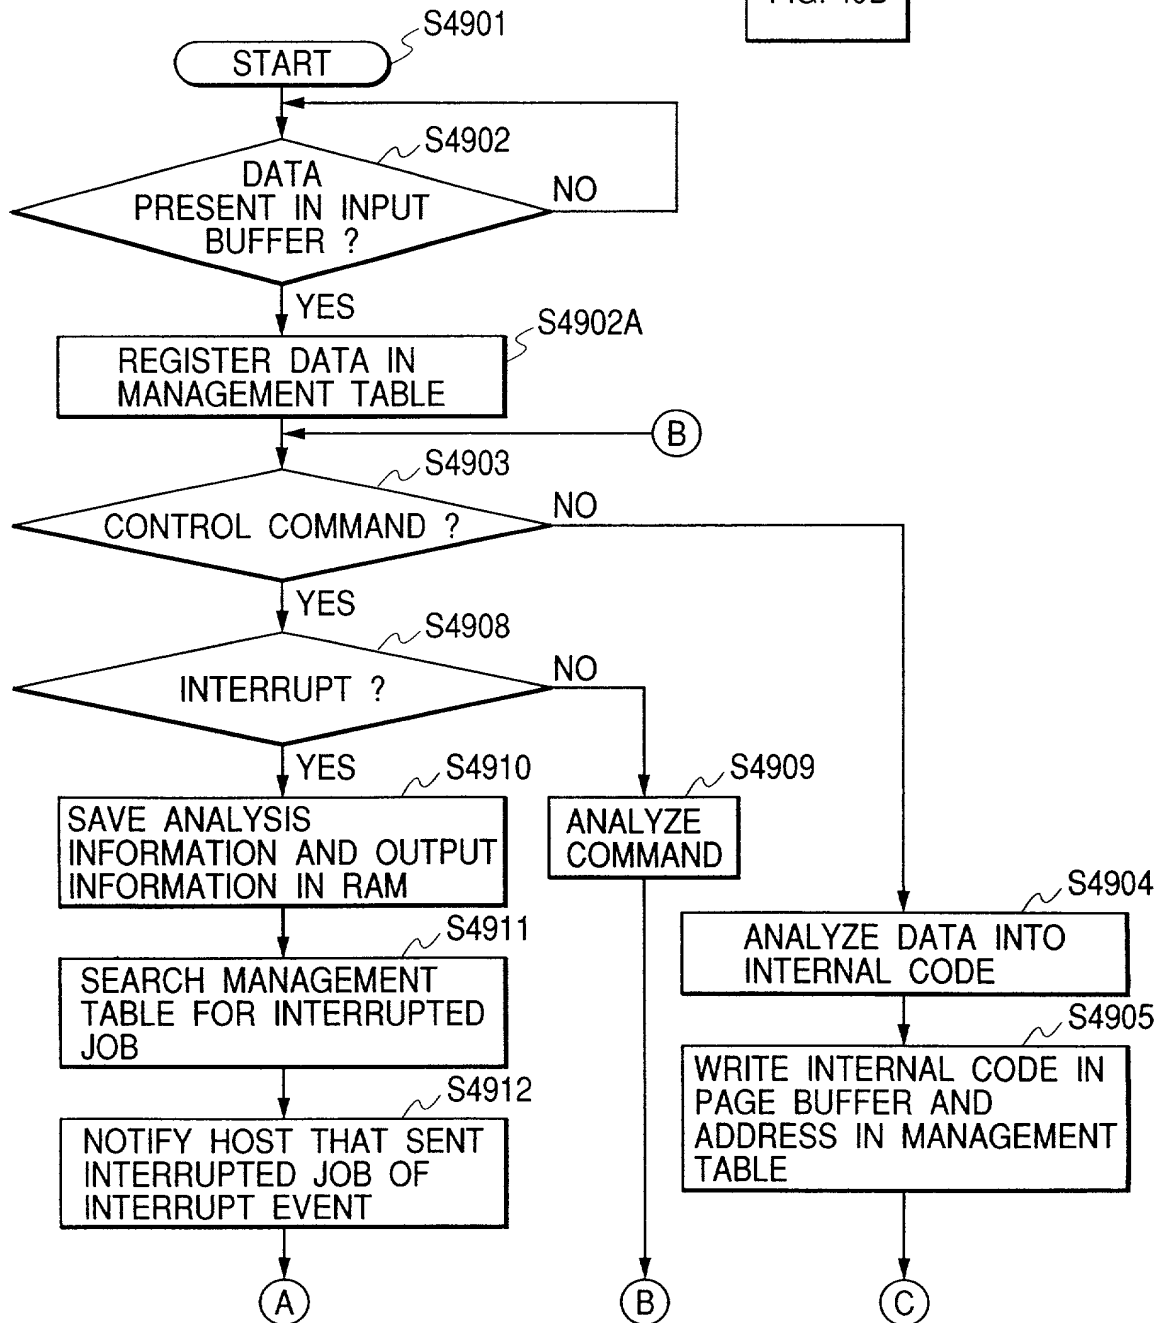 S4901
START
S4902
DATA
PRESENT IN INPUT
BUFFER ?
NO
YES
S4902A
REGISTER DATA IN
MANAGEMENT TABLE
B
S4903
CONTROL COMMAND ?
NO
YES
S4908
INTERRUPT ?
NO
YES
S4910
SAVE ANALYSIS
INFORMATION AND OUTPUT
INFORMATION IN RAM
S4909
ANALYZE
COMMAND
S4904
ANALYZE DATA INTO
INTERNAL CODE
S4911
SEARCH MANAGEMENT
TABLE FOR INTERRUPTED
JOB
S4905
WRITE INTERNAL CODE IN
PAGE BUFFER AND
ADDRESS IN MANAGEMENT
TABLE
S4912
NOTIFY HOST THAT SENT
INTERRUPTED JOB OF
INTERRUPT EVENT
A
B
C